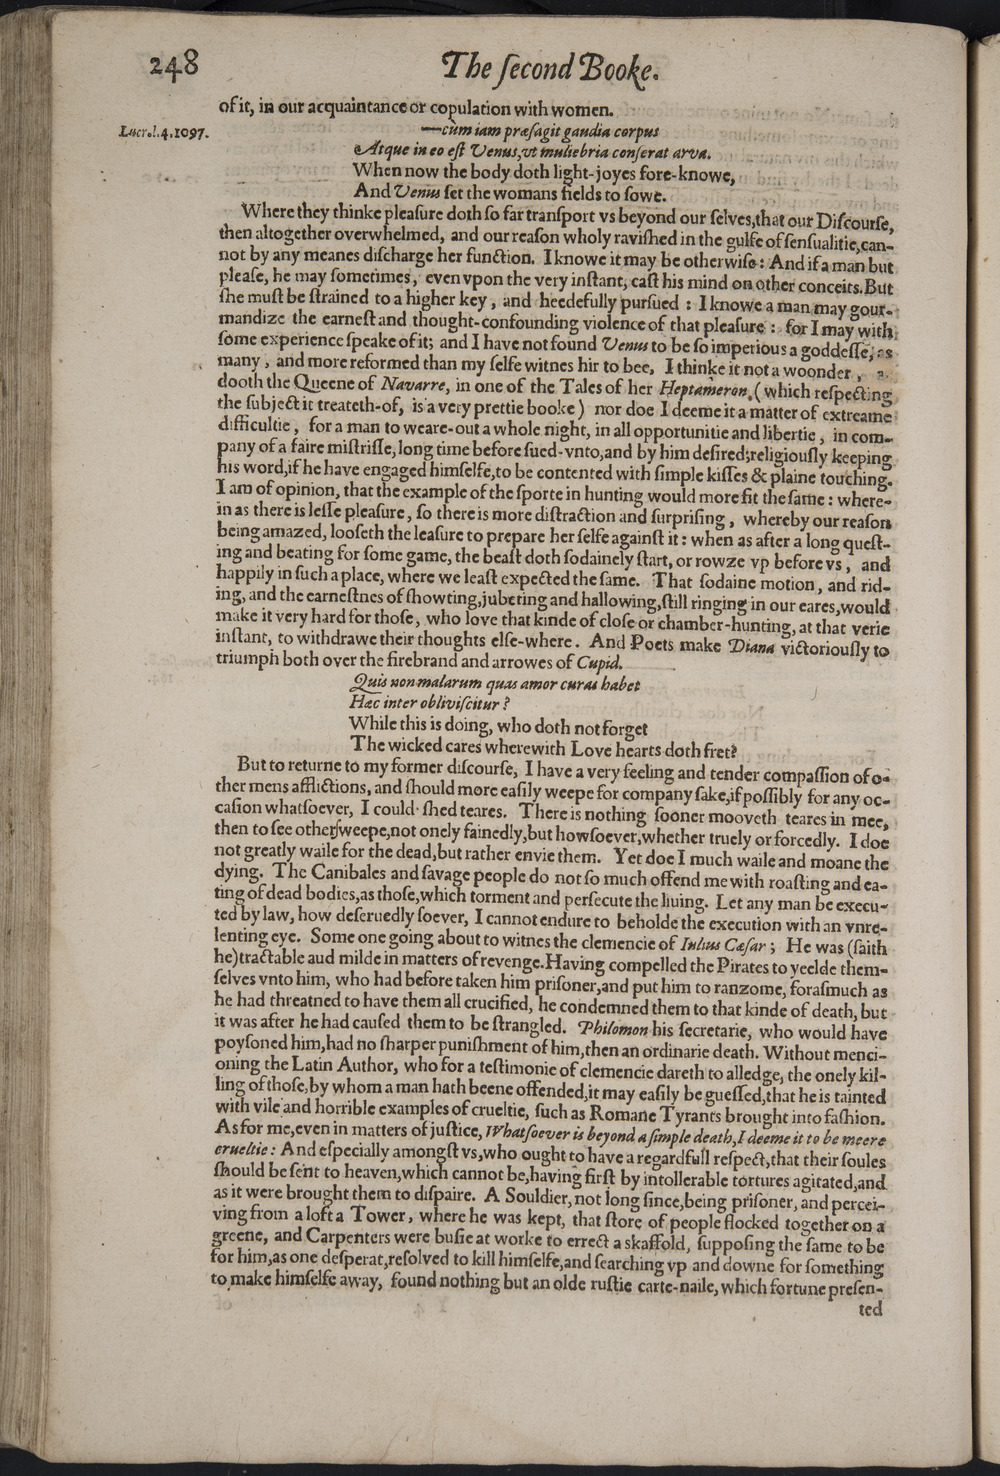 248
The ſecond Booke.
of it, in our acquaintance or copulation with women.
Lucr. l. 4. 1097.
—cùm iam præſagit gaudia corpus
Atque in eo eſt Venus, vt muliebria conſerat arva.
When now the body doth light-joyes fore-knowe,
And Venus ſet the womans fields to ſowe.
Where they thinke pleaſure doth ſo far tranſport vs beyond our ſelves, that our Diſcourſe,
then altogether overwhelmed, and our reaſon wholy raviſhed in the gulfe of ſenſualitie, can-
not by any meanes diſcharge her function. I knowe it may be otherwiſe: And if a man but
pleaſe, he may ſometimes, even vpon the very inſtant, caſt his mind on other conceits. But
ſhe muſt be ſtrained to a higher key, and heedefully purſued: I knowe a man may gour-
mandize the earneſt and thought-confounding violence of that pleaſure: for I may with
ſome experience ſpeake of it; and I have not found Venus to be ſo imperious a goddeſſe, as
many, and more reformed than my ſelfe witnes hir to bee, I thinke it not a woonder, a
dooth the Queene of Navarre, in one of the Tales of her Heptameron, (which reſpecting
the ſubject it treateth-of, is a very prettie booke) nor doe I deeme it a matter of extreame
difficultie, for a man to weare-out a whole night, in all opportunitie and libertie, in com-
pany of a faire miſtriſſe, long time before ſued-vnto, and by him deſired; religiouſly keeping
his word, if he have engaged himſelfe, to be contented with ſimple kiſſes & plaine touching.
I am of opinion, that the example of the ſporte in hunting would more fit the ſame: where-
in as there is leſſe pleaſure, ſo there is more diſtraction and ſurpriſing, whereby our reaſon
being amazed, looſeth the leaſure to prepare her ſelfe againſt it: when as after a long queſt-
ing and beating for ſome game, the beaſt doth ſodainely ſtart, or rowze vp before vs, and
happily in ſuch a place, where we leaſt expected the ſame. That ſodaine motion, and rid-
ing, and the earneſtnes of ſhowting, jubeting and hallowing, ſtill ringing in our eares, would
make it very hard for thoſe, who love that kinde of cloſe or chamber-hunting, at that verie
inſtant, to withdrawe their thoughts elſe-where. And Poets make Diana victoriouſly to
triumph both over the firebrand and arrowes of Cupid.
Quis non malarum quas amor curas habet
Hæc inter obliviſcitur?
While this is doing, who doth not forget
The wicked cares wherewith Love hearts doth fret?
But to returne to my former diſcourſe, I have a very feeling and tender compaſſion of o-
ther mens afflictions, and ſhould more eaſily weepe for company ſake, if poſſibly for any oc-
caſion whatſoever, I could ſhed teares. There is nothing ſooner mooveth teares in mee,
then to ſee others weepe, not onely fainedly, but howſoever, whether truely or forcedly. I doe
not greatly waile for the dead, but rather envie them. Yet doe I much waile and moane the
dying. The Canibales and ſavage people do not ſo much offend me with roaſting and ea-
ting of dead bodies, as thoſe, which torment and perſecute the liuing. Let any man be execu-
ted by law, how deſeruedly ſoever, I cannot endure to beholde the execution with an vnre-
lenting eye. Some one going about to witnes the clemencie of Iulius Cæſar; He was (ſaith
he) tractable aud milde in matters of revenge. Having compelled the Pirates to yeelde them-
ſelves vnto him, who had before taken him priſoner, and put him to ranzome, foraſmuch as
he had threatned to have them all crucified, he condemned them to that kinde of death, but
it was after he had cauſed them to be ſtrangled. Philomon his ſecretarie, who would have
poyſoned him, had no ſharper puniſhment of him, then an ordinarie death. Without menci-
oning the Latin Author, who for a teſtimonie of clemencie dareth to alledge, the onely kil-
ling of thoſe, by whom a man hath beene offended, it may eaſily be gueſſed, that he is tainted
with vile and horrible examples of crueltie, ſuch as Romane Tyrants brought into faſhion.
As for me, even in matters of juſtice, Whatſoever is beyond a ſimple death, I deeme it to be meere
crueltie: And eſpecially amongſt vs, who ought to have a regardfull reſpect, that their ſoules
ſhould be ſent to heaven, which cannot be, having firſt by intollerable tortures agitated, and
as it were brought them to diſpaire. A Souldier, not long ſince, being priſoner, and percei-
ving from a loft a Tower, where he was kept, that ſtore of people flocked together on a
greene, and Carpenters were buſie at worke to errect a skaffold, ſuppoſing the ſame to be
for him, as one deſperat, reſolved to kill himſelfe, and ſearching vp and downe for ſomething
to make himſelfe away, found nothing but an olde ruſtie carte-naile, which fortune preſen-
ted